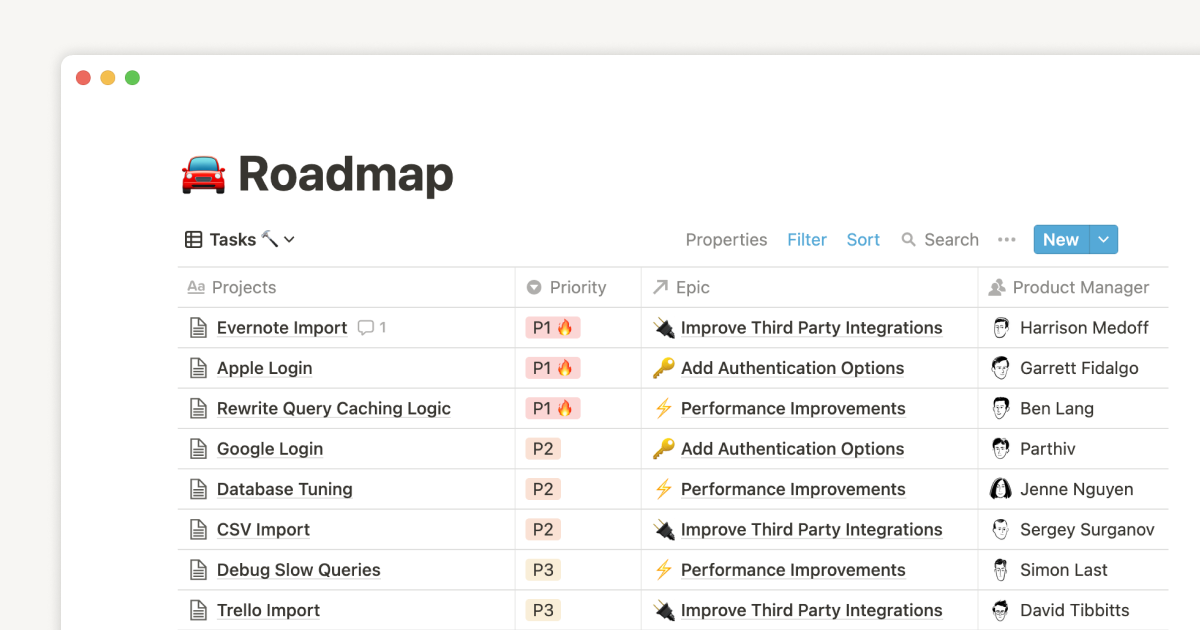 🚘 Roadmap
Tasks 🔨
Properties Filter Sort Search ••• New
Aa Projects Priority Epic Product Manager
Evernote Import 1 P1 🔥 🔌 Improve Third Party Integrations Harrison Medoff
Apple Login P1 🔥 🔑 Add Authentication Options Garrett Fidalgo
Rewrite Query Caching Logic P1 🔥 ⚡ Performance Improvements Ben Lang
Google Login P2 🔑 Add Authentication Options Parthiv
Database Tuning P2 ⚡ Performance Improvements Jenne Nguyen
CSV Import P2 🔌 Improve Third Party Integrations Sergey Surganov
Debug Slow Queries P3 ⚡ Performance Improvements Simon Last
Trello Import P3 🔌 Improve Third Party Integrations David Tibbitts